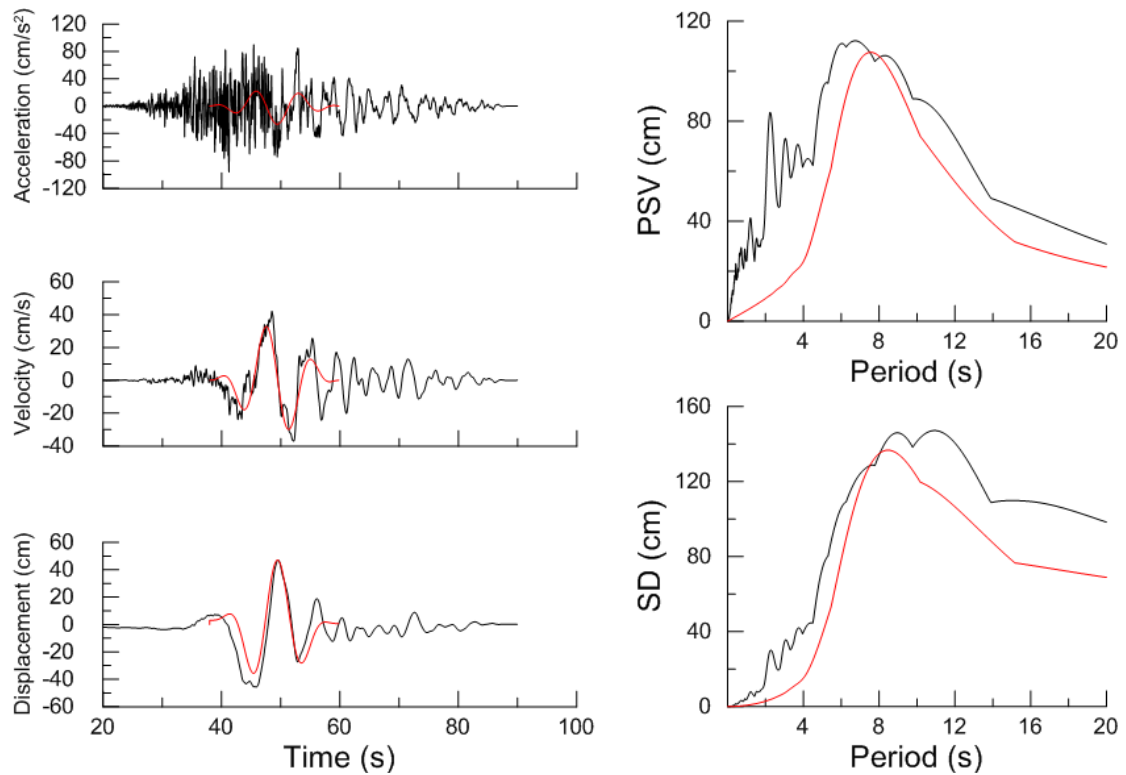 120
80
40
0
-40
-80
-120
Acceleration (cm/s²)
60
40
20
0
-20
-40
Velocity (cm/s)
60
40
20
0
-20
-40
-60
Displacement (cm)
20 40 60 80 100
Time (s)
120
80
40
0
PSV (cm)
4 8 12 16 20
Period (s)
160
120
80
40
0
SD (cm)
4 8 12 16 20
Period (s)